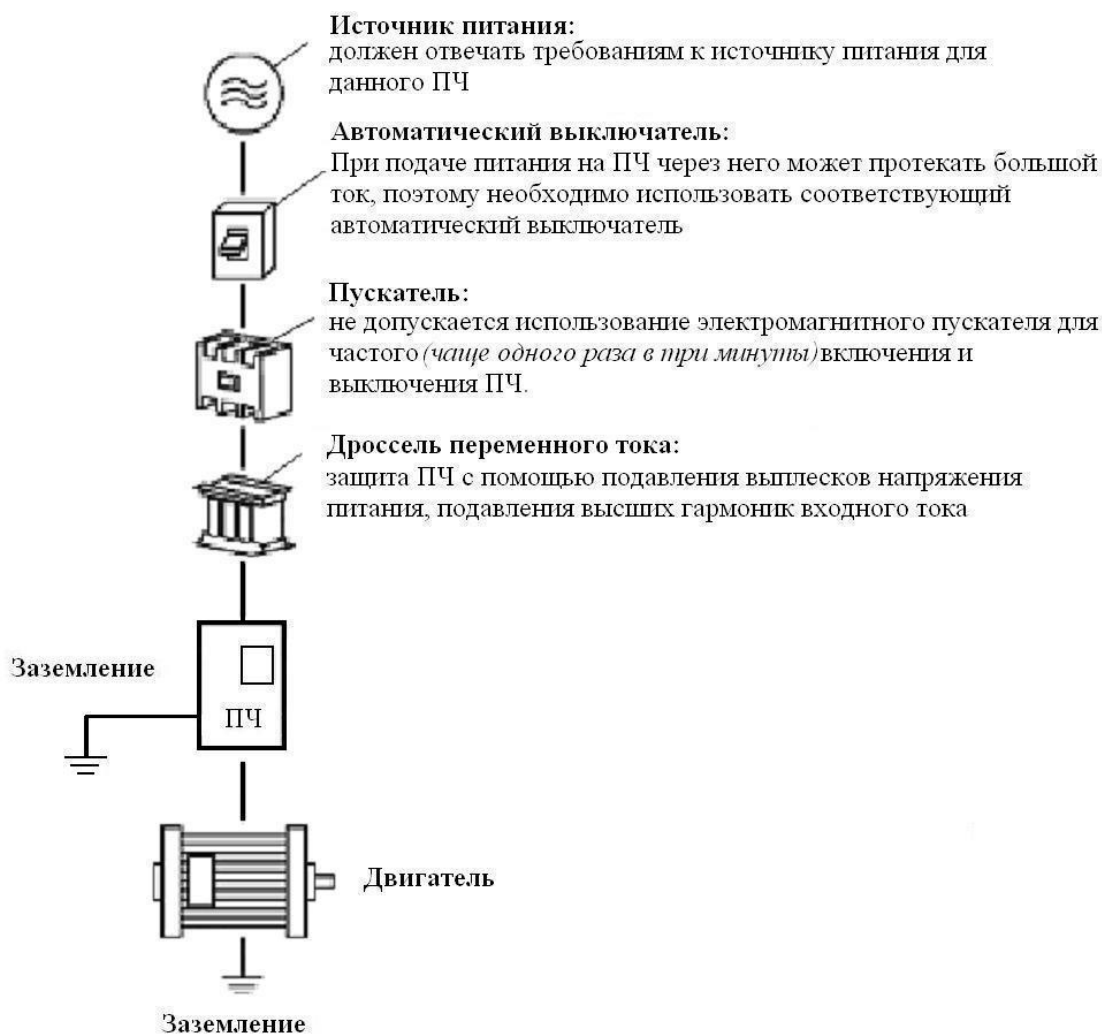 Источник питания:
должен отвечать требованиям к источнику питания для
данного ПЧ
Автоматический выключатель:
При подаче питания на ПЧ через него может протекать большой
ток, поэтому необходимо использовать соответствующий
автоматический выключатель
Пускатель:
не допускается использование электромагнитного пускателя для
частого (чаще одного раза в три минуты) включения и
выключения ПЧ.
Дроссель переменного тока:
защита ПЧ с помощью подавления выплесков напряжения
питания, подавления высших гармоник входного тока
Заземление
ПЧ
Двигатель
Заземление